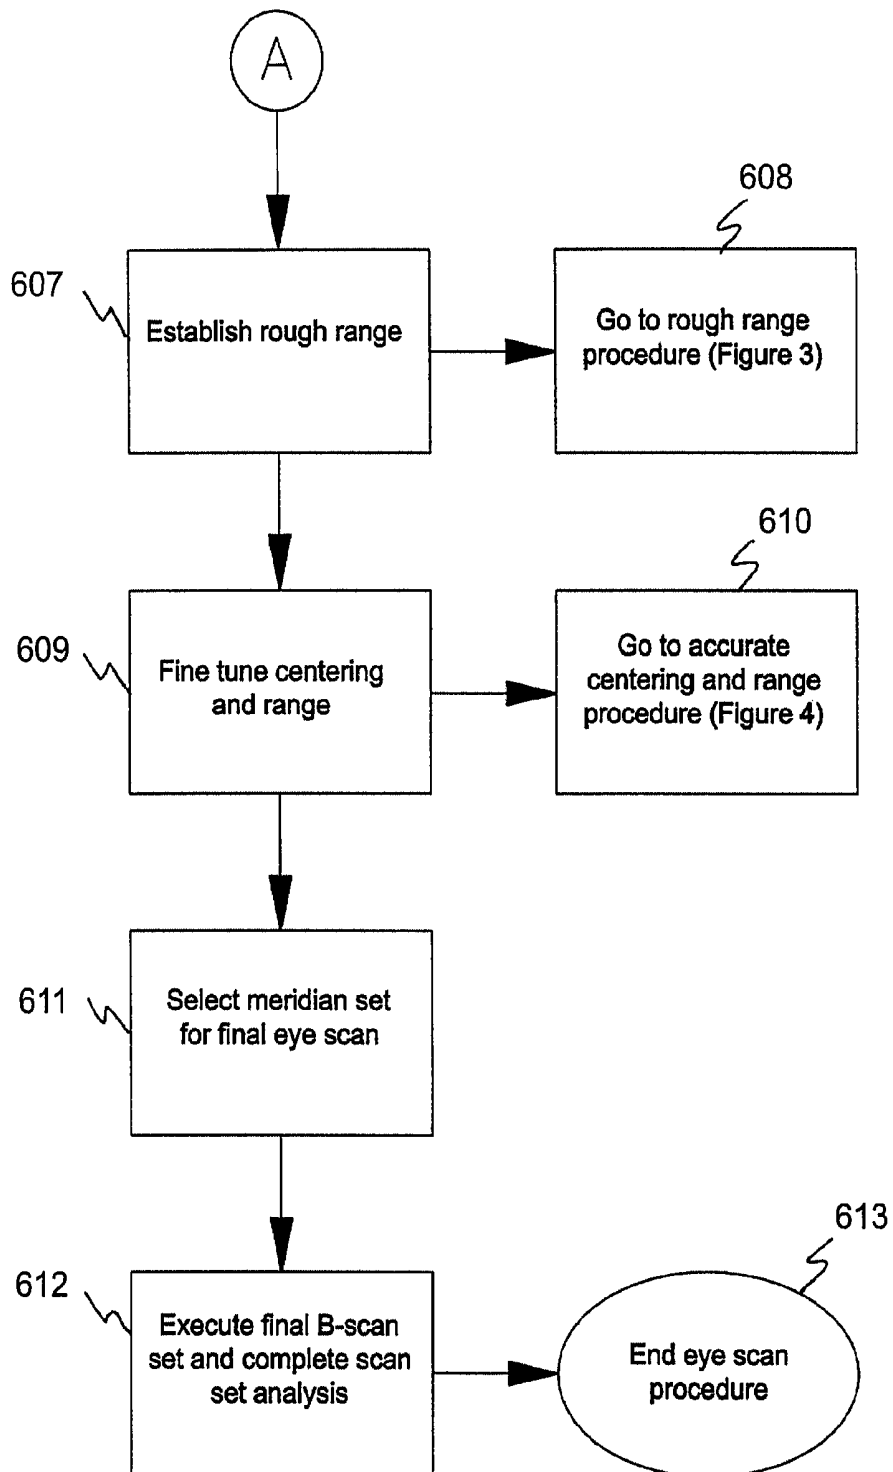 A
608
607
Establish rough range
Go to rough range
procedure (Figure 3)
610
609
Fine tune centering
and range
Go to accurate
centering and range
procedure (Figure 4)
611
Select meridian set
for final eye scan
613
612
Execute final B-scan
set and complete scan
set analysis
End eye scan
procedure